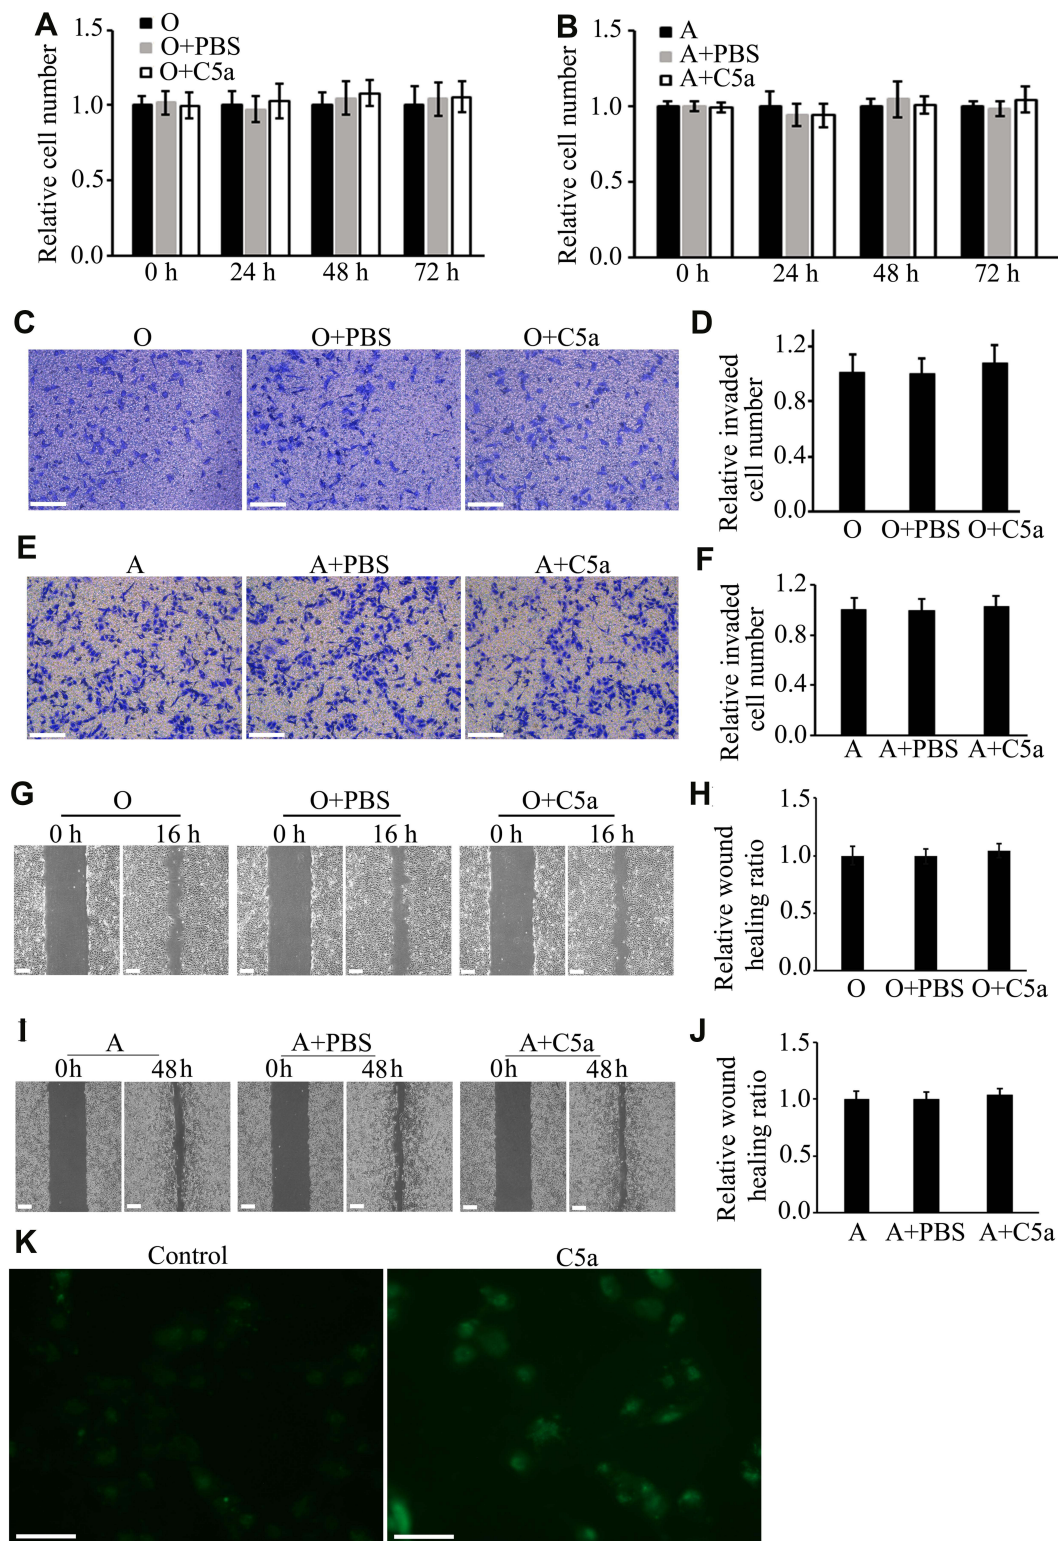 A
Relative cell number
1.5
1.0
0.5
0.0
O
O+PBS
O+C5a
0 h
24 h
48 h
72 h
B
Relative cell number
1.5
1.0
0.5
0.0
A
A+PBS
A+C5a
0 h
24 h
48 h
72 h
C
O
O+PBS
O+C5a
D
Relative invaded
cell number
1.2
0.8
0.4
0.0
O
O+PBS
O+C5a
E
A
A+PBS
A+C5a
F
Relative invaded
cell number
1.2
0.8
0.4
0.0
A
A+PBS
A+C5a
G
O
O+PBS
O+C5a
0 h
16 h
0 h
16 h
0 h
16 h
H
Relative wound
healing ratio
1.5
1.0
0.5
0.0
O
O+PBS
O+C5a
I
A
A+PBS
A+C5a
0h
48h
0h
48h
0h
48h
J
Relative wound
healing ratio
1.5
1.0
0.5
0.0
A
A+PBS
A+C5a
K
Control
C5a